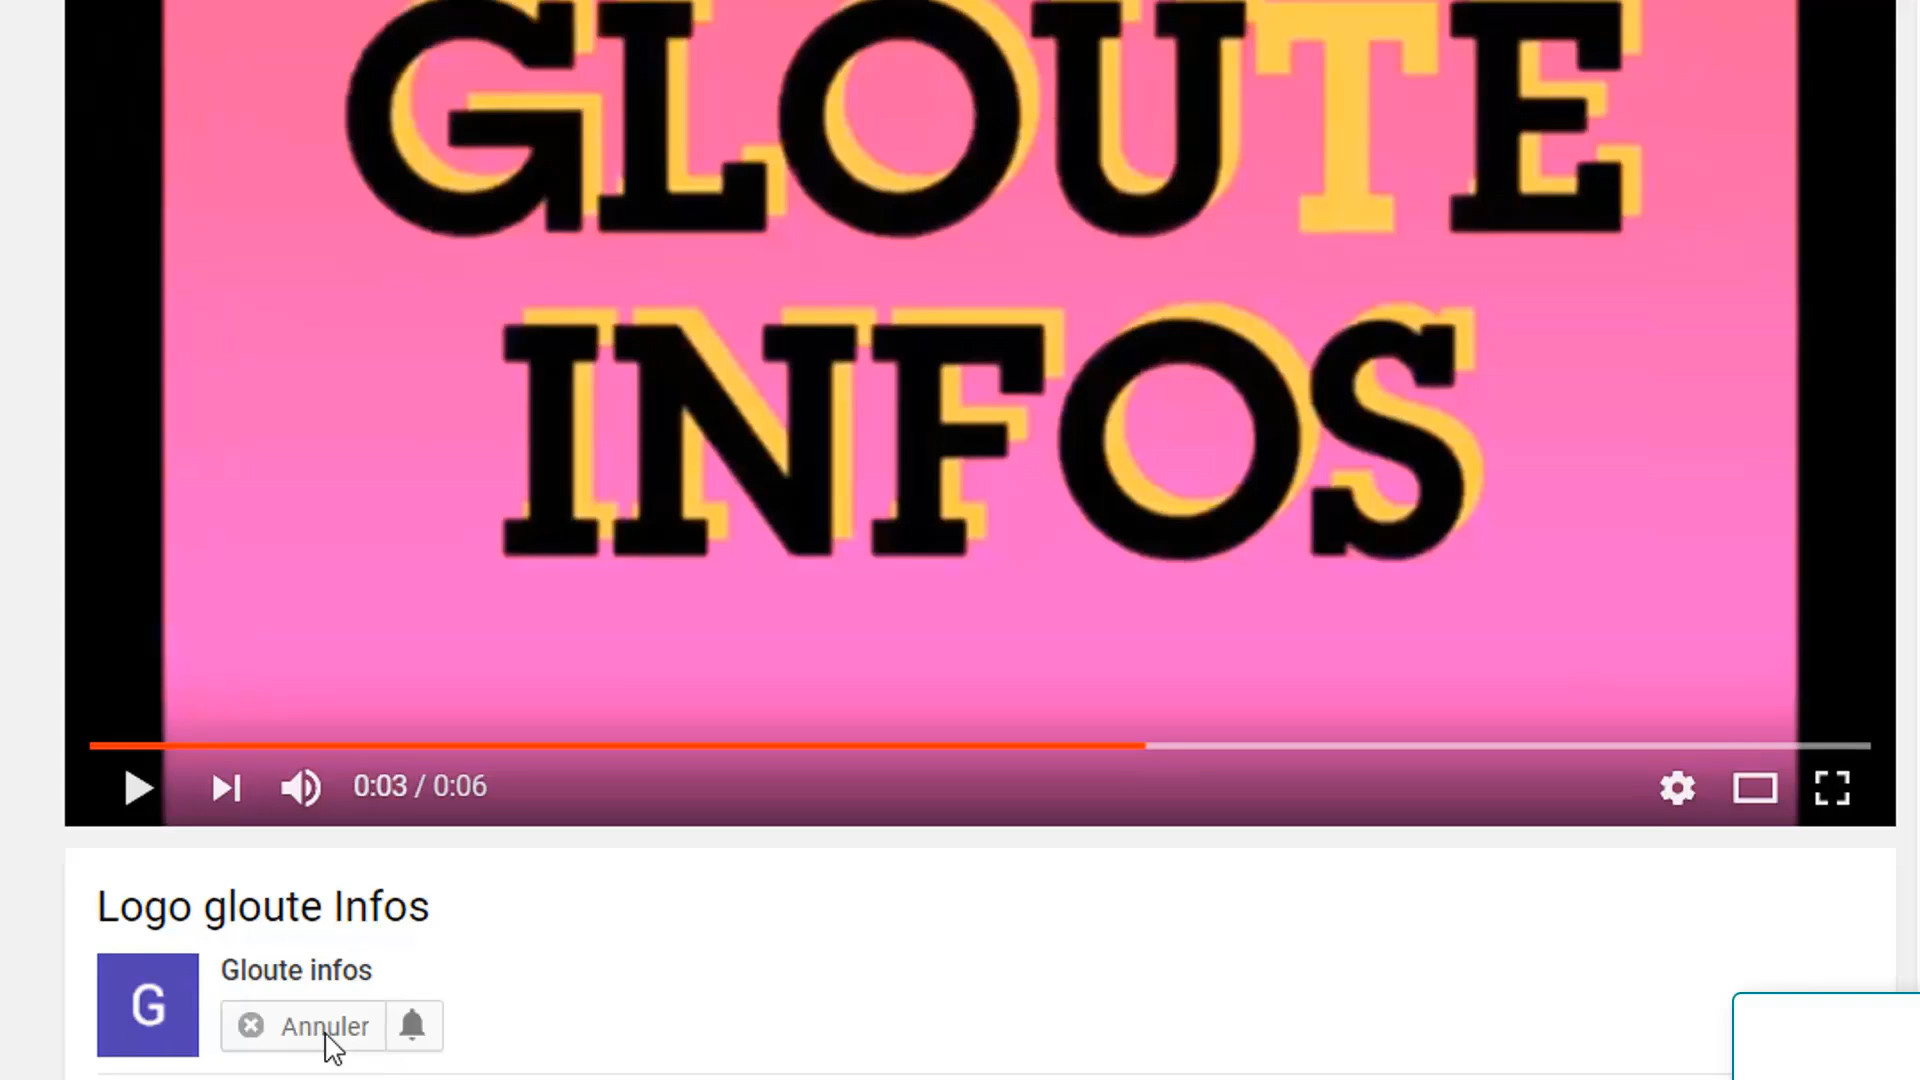 GLOUTE
INFOS
0:03 / 0:06
Logo gloute Infos
G
Gloute infos
Annuler